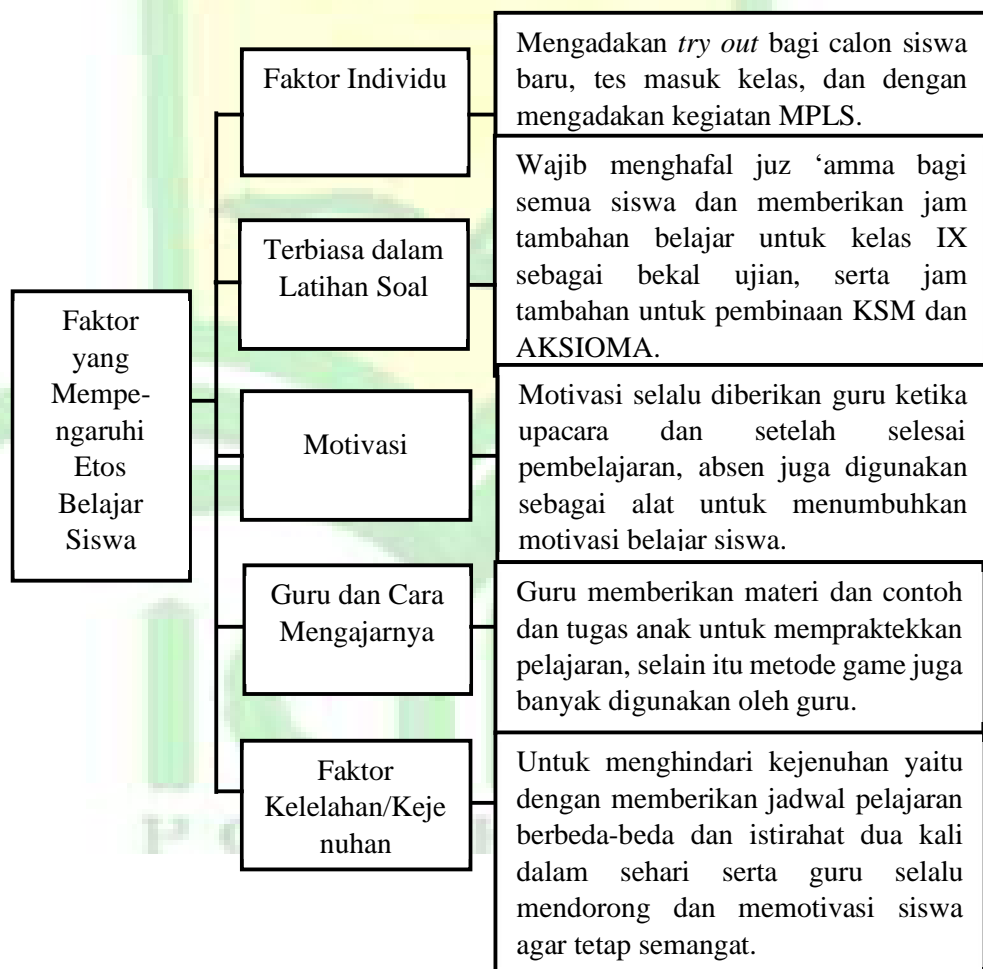 Faktor
yang
Mempe-
ngaruhi
Etos
Belajar
Siswa
Faktor Individu
Mengadakan try out bagi calon siswa
baru, tes masuk kelas, dan dengan
mengadakan kegiatan MPLS.
Terbiasa dalam
Latihan Soal
Wajib menghafal juz ‘amma bagi
semua siswa dan memberikan jam
tambahan belajar untuk kelas IX
sebagai bekal ujian, serta jam
tambahan untuk pembinaan KSM dan
AKSIOMA.
Motivasi
Motivasi selalu diberikan guru ketika
upacara dan setelah selesai
pembelajaran, absen juga digunakan
sebagai alat untuk menumbuhkan
motivasi belajar siswa.
Guru dan Cara
Mengajarnya
Guru memberikan materi dan contoh
dan tugas anak untuk mempraktekkan
pelajaran, selain itu metode game juga
banyak digunakan oleh guru.
Faktor
Kelelahan/Keje
nuhan
Untuk menghindari kejenuhan yaitu
dengan memberikan jadwal pelajaran
berbeda-beda dan istirahat dua kali
dalam sehari serta guru selalu
mendorong dan memotivasi siswa
agar tetap semangat.